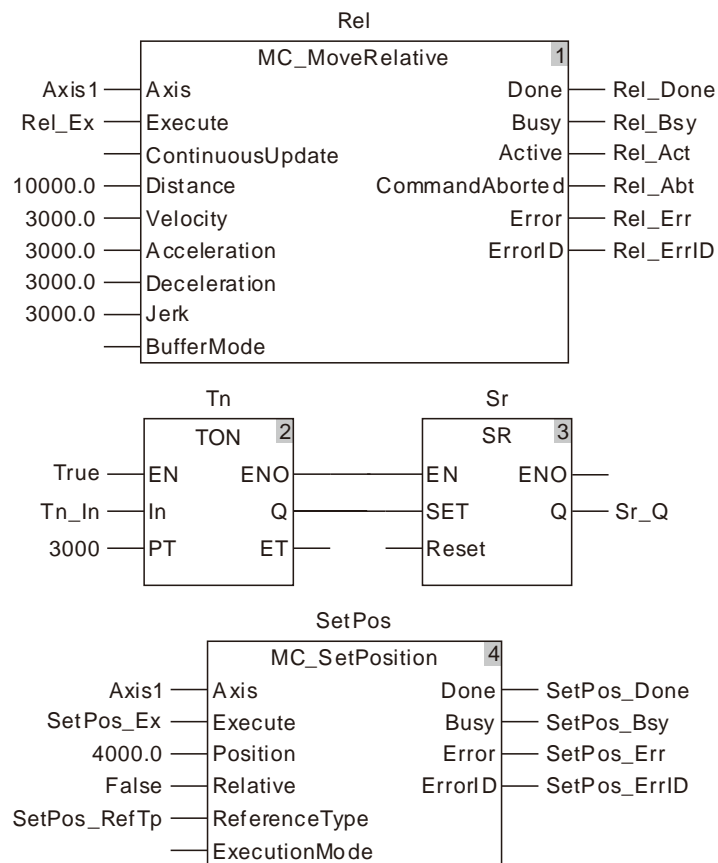 Rel
MC_MoveRelative 1
Axis1 Axis Done Rel_Done
Rel_Ex Execute Busy Rel_Bsy
ContinuousUpdate Active Rel_Act
10000.0 Distance CommandAborted Rel_Abt
3000.0 Velocity Error Rel_Err
3000.0 Acceleration ErrorID Rel_ErrID
3000.0 Deceleration
3000.0 Jerk
BufferMode
Tn Sr
TON 2 SR 3
True EN ENO EN ENO
Tn_In In Q SET Q Sr_Q
3000 PT ET Reset
SetPos
MC_SetPosition 4
Axis1 Axis Done SetPos_Done
SetPos_Ex Execute Busy SetPos_Bsy
4000.0 Position Error SetPos_Err
False Relative ErrorID SetPos_ErrID
SetPos_RefTp ReferenceType
ExecutionMode